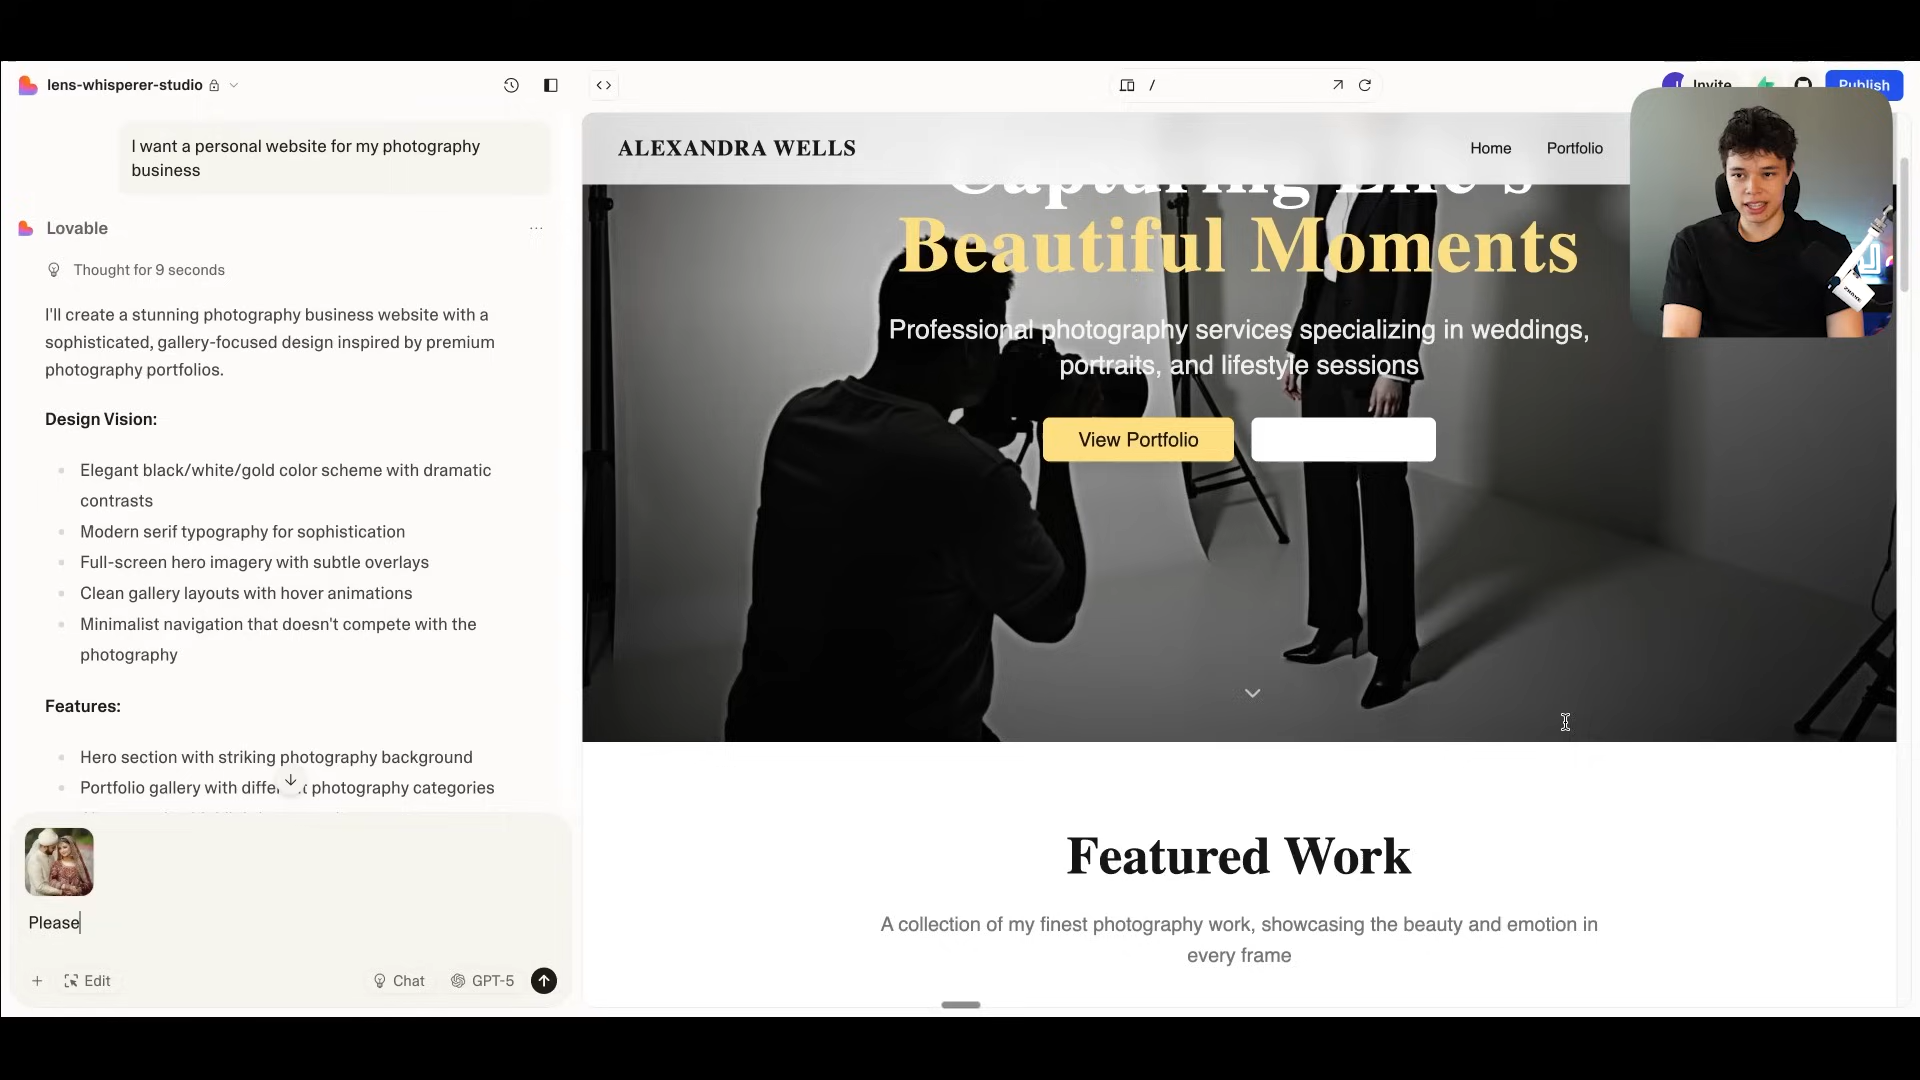 lens-whisperer-studio
/
Invite
Publish
I want a personal website for my photography
business
Lovable
Thought for 9 seconds
I'll create a stunning photography business website with a
sophisticated, gallery-focused design inspired by premium
photography portfolios.
Design Vision:
Elegant black/white/gold color scheme with dramatic
contrasts
Modern serif typography for sophistication
Full-screen hero imagery with subtle overlays
Clean gallery layouts with hover animations
Minimalist navigation that doesn't compete with the
photography
Features:
Hero section with striking photography background
Portfolio gallery with different photography categories
Please
Edit
Chat
GPT-5
ALEXANDRA WELLS
Home
Portfolio
Capturing Life's
Beautiful Moments
Professional photography services specializing in weddings,
portraits, and lifestyle sessions
View Portfolio
Featured Work
A collection of my finest photography work, showcasing the beauty and emotion in
every frame